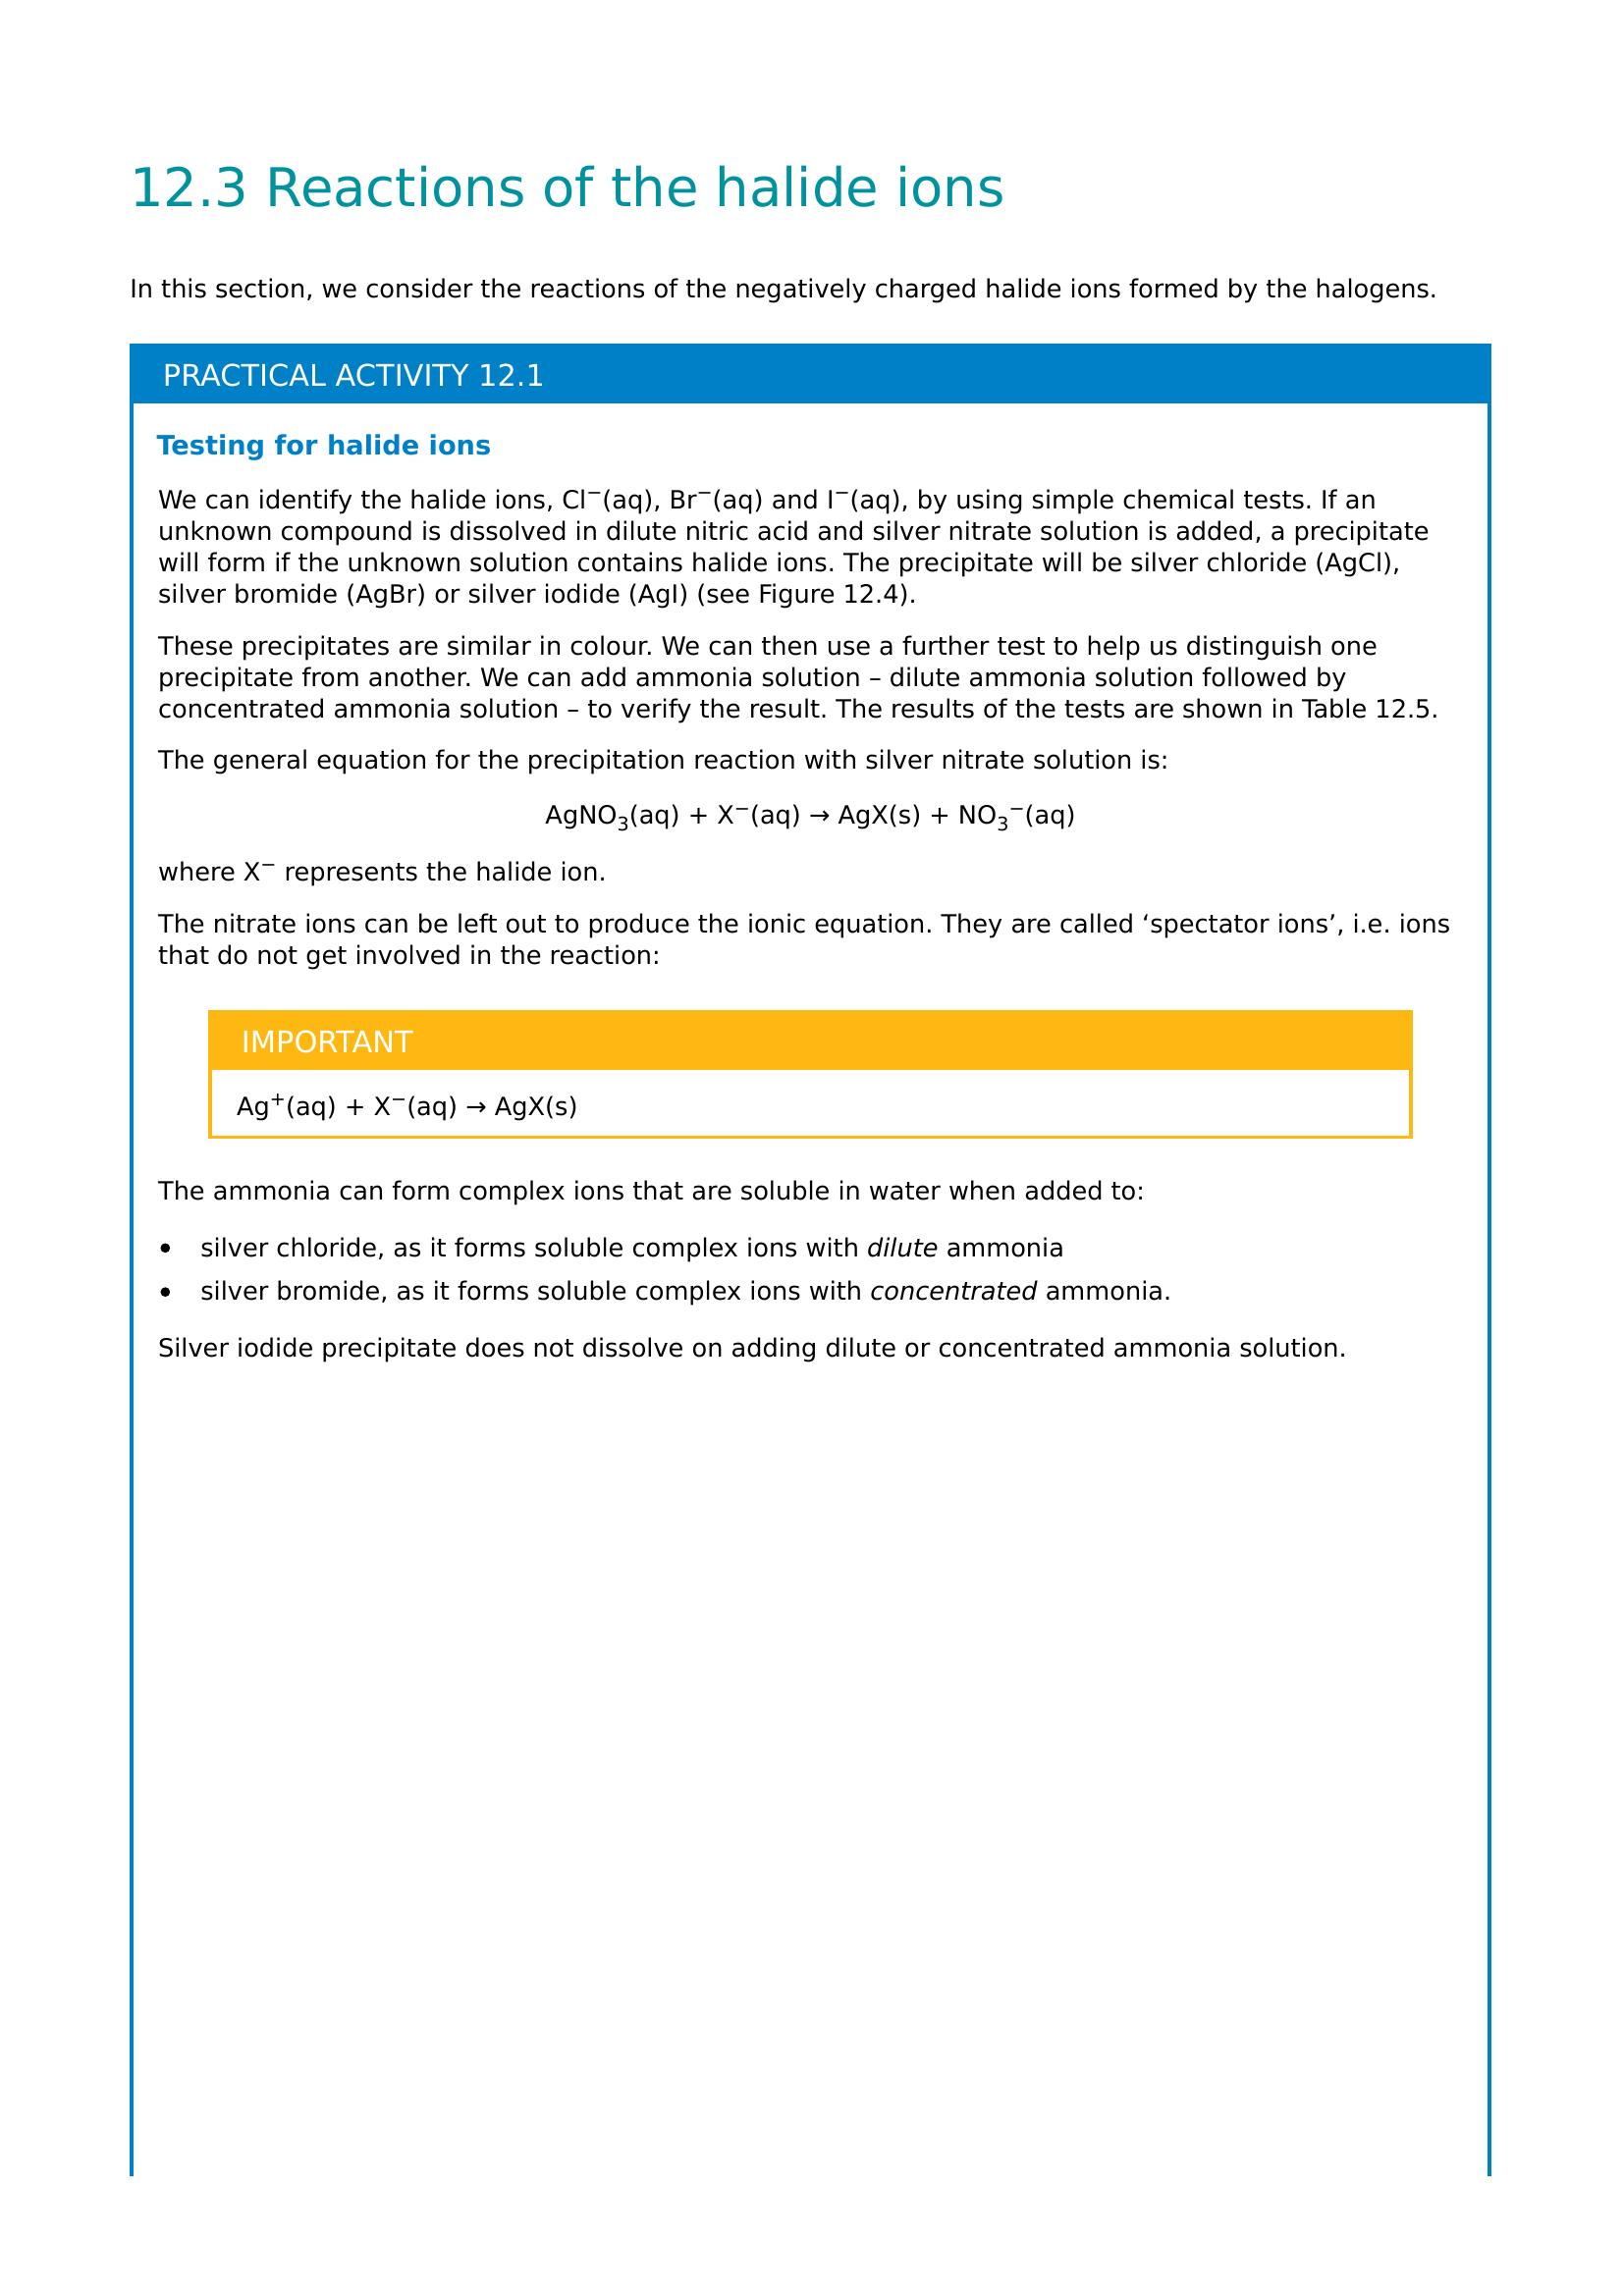 12.3 Reactions of the halide ions
In this section, we consider the reactions of the negatively charged halide ions formed by the halogens.
PRACTICAL ACTIVITY 12.1
Testing for halide ions
We can identify the halide ions, Cl⁻(aq), Br⁻(aq) and I⁻(aq), by using simple chemical tests. If an
unknown compound is dissolved in dilute nitric acid and silver nitrate solution is added, a precipitate
will form if the unknown solution contains halide ions. The precipitate will be silver chloride (AgCl),
silver bromide (AgBr) or silver iodide (AgI) (see Figure 12.4).
These precipitates are similar in colour. We can then use a further test to help us distinguish one
precipitate from another. We can add ammonia solution – dilute ammonia solution followed by
concentrated ammonia solution – to verify the result. The results of the tests are shown in Table 12.5.
The general equation for the precipitation reaction with silver nitrate solution is:
AgNO₃(aq) + X⁻(aq) → AgX(s) + NO₃⁻(aq)
where X⁻ represents the halide ion.
The nitrate ions can be left out to produce the ionic equation. They are called ‘spectator ions’, i.e. ions
that do not get involved in the reaction:
IMPORTANT
Ag⁺(aq) + X⁻(aq) → AgX(s)
The ammonia can form complex ions that are soluble in water when added to:
• silver chloride, as it forms soluble complex ions with dilute ammonia
• silver bromide, as it forms soluble complex ions with concentrated ammonia.
Silver iodide precipitate does not dissolve on adding dilute or concentrated ammonia solution.